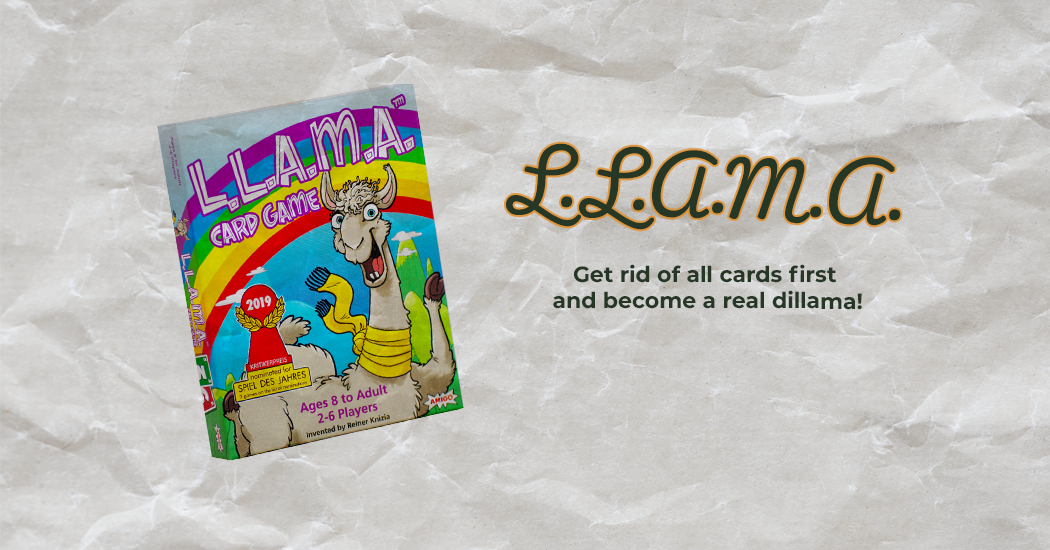 L.L.A.M.A.™
CARD GAME
2019
KRITIKERPREIS
nominated for
SPIEL DES JAHRES
Ages 8 to Adult
2-6 Players
Invented by Reiner Knizia
AMIGO
L.L.A.M.A.
L.L.A.M.A.
Get rid of all cards first
and become a real dillama!